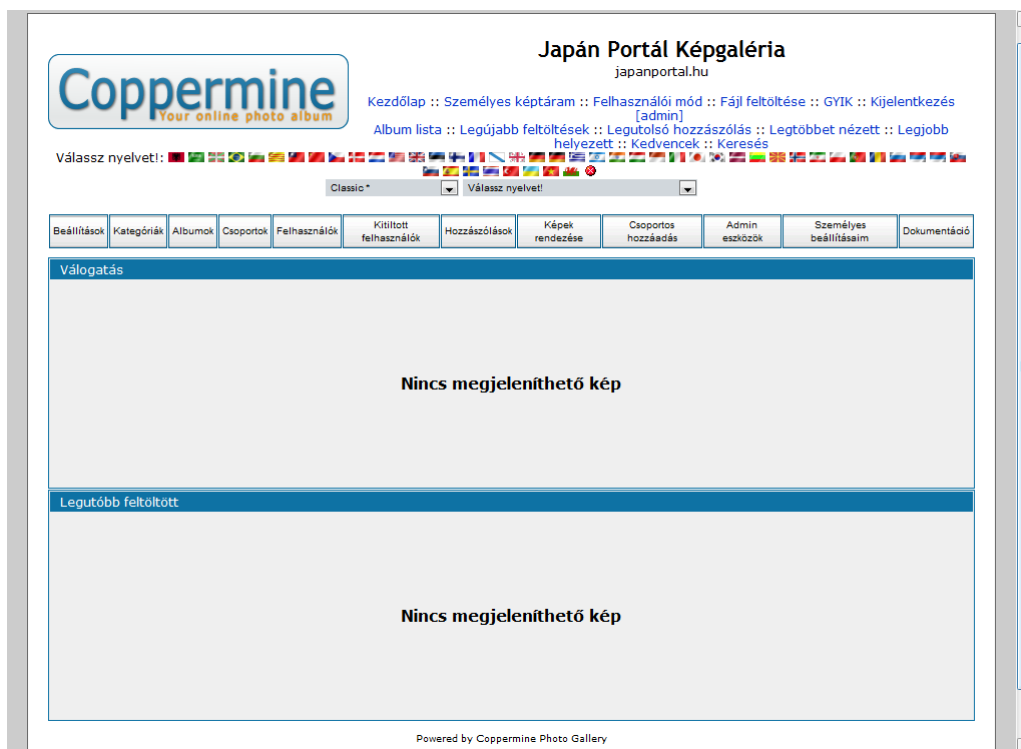 Coppermine
Your online photo album
Japán Portál Képgaléria
japanportal.hu
Kezdőlap :: Személyes képtáram :: Felhasználói mód :: Fájl feltöltése :: GYIK :: Kijelentkezés
[admin]
Album lista :: Legújabb feltöltések :: Legutolsó hozzászólás :: Legtöbbet nézett :: Legjobb
helyezett :: Kedvencek :: Keresés
Válassz nyelvet!:
Classic * Válassz nyelvet!
Beállítások Kategóriák Albumok Csoportok Felhasználók Kitiltott felhasználók Hozzászólások Képek rendezése Csoportos hozzáadás Admin eszközök Személyes beállításaim Dokumentáció
Válogatás
Nincs megjeleníthető kép
Legutóbb feltöltött
Nincs megjeleníthető kép
Powered by Coppermine Photo Gallery